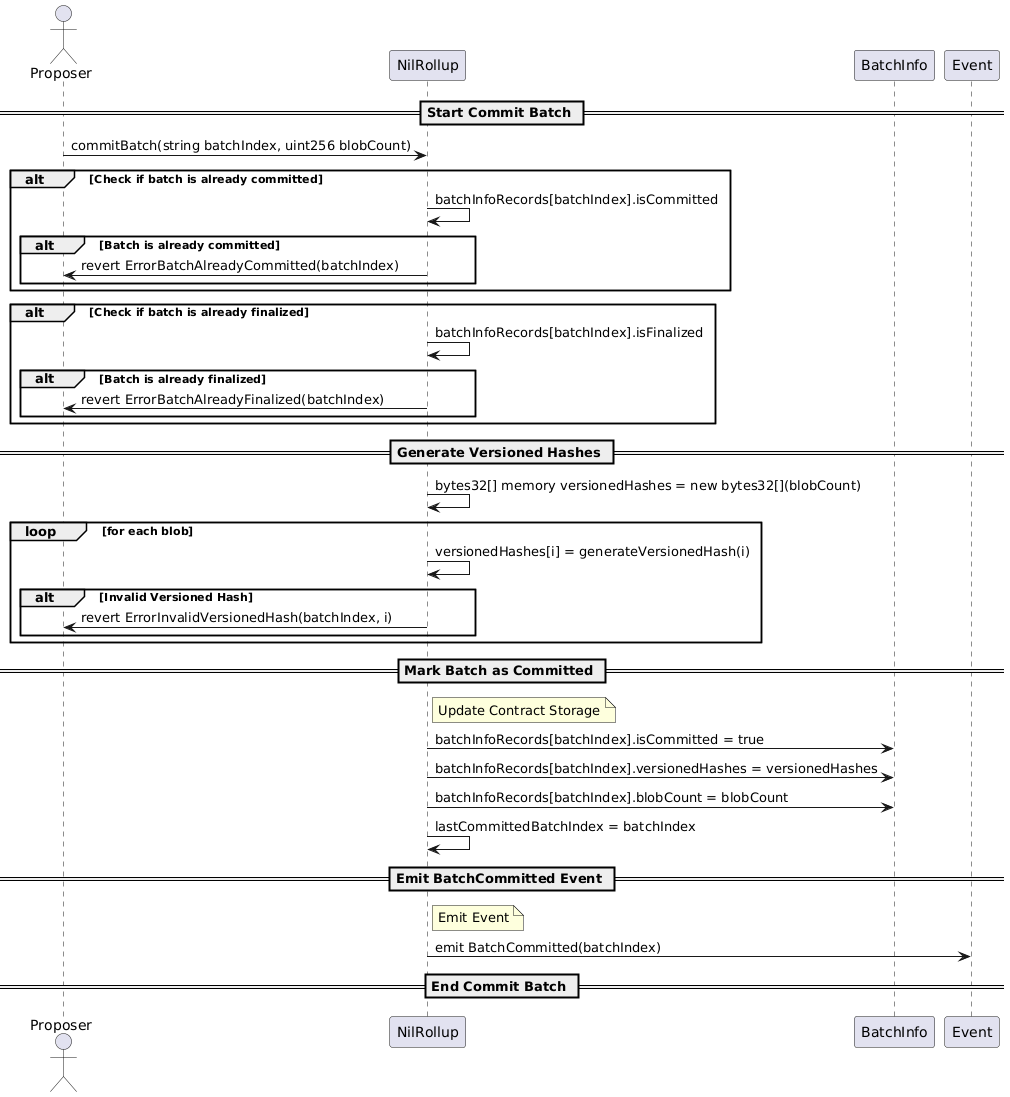 Proposer
NilRollup
BatchInfo
Event
Start Commit Batch
commitBatch(string batchIndex, uint256 blobCount)
alt
[Check if batch is already committed]
batchInfoRecords[batchIndex].isCommitted
alt
[Batch is already committed]
revert ErrorBatchAlreadyCommitted(batchIndex)
alt
[Check if batch is already finalized]
batchInfoRecords[batchIndex].isFinalized
alt
[Batch is already finalized]
revert ErrorBatchAlreadyFinalized(batchIndex)
Generate Versioned Hashes
bytes32[] memory versionedHashes = new bytes32[](blobCount)
loop
[for each blob]
versionedHashes[i] = generateVersionedHash(i)
alt
[Invalid Versioned Hash]
revert ErrorInvalidVersionedHash(batchIndex, i)
Mark Batch as Committed
Update Contract Storage
batchInfoRecords[batchIndex].isCommitted = true
batchInfoRecords[batchIndex].versionedHashes = versionedHashes
batchInfoRecords[batchIndex].blobCount = blobCount
lastCommittedBatchIndex = batchIndex
Emit BatchCommitted Event
Emit Event
emit BatchCommitted(batchIndex)
End Commit Batch
Proposer
NilRollup
BatchInfo
Event